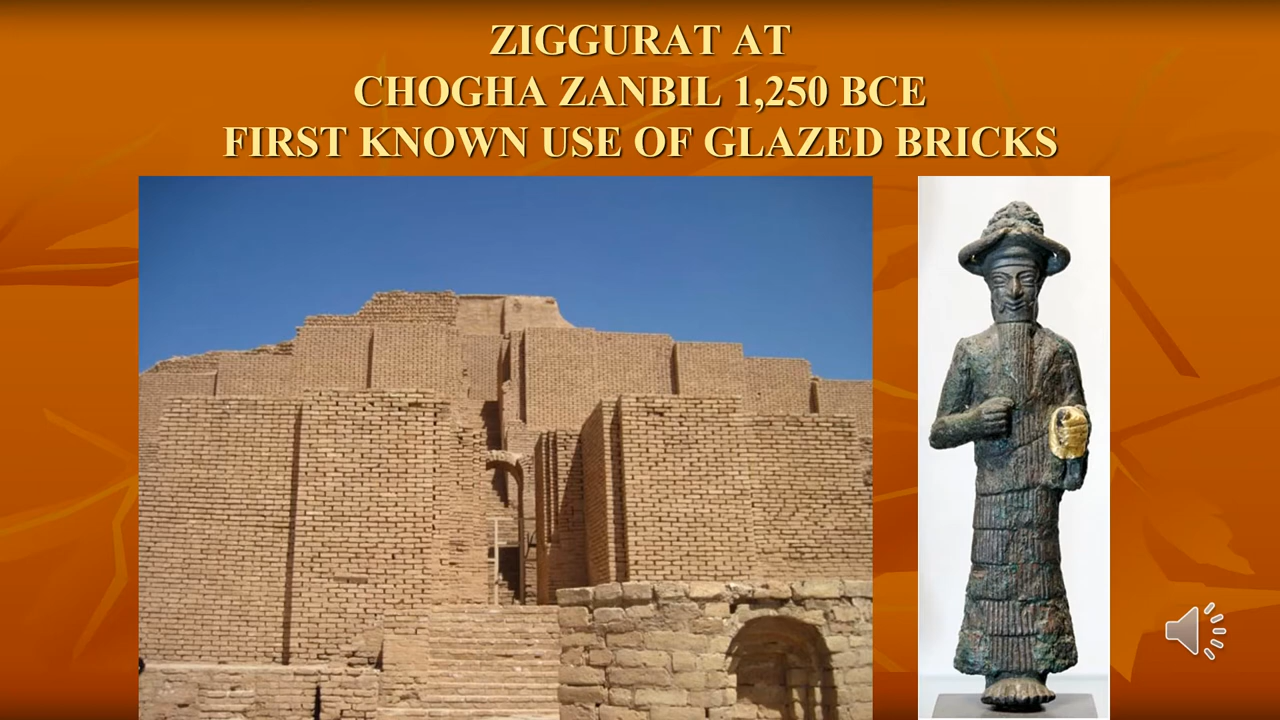 ZIGGURAT AT
CHOGHA ZANBIL 1,250 BCE
FIRST KNOWN USE OF GLAZED BRICKS